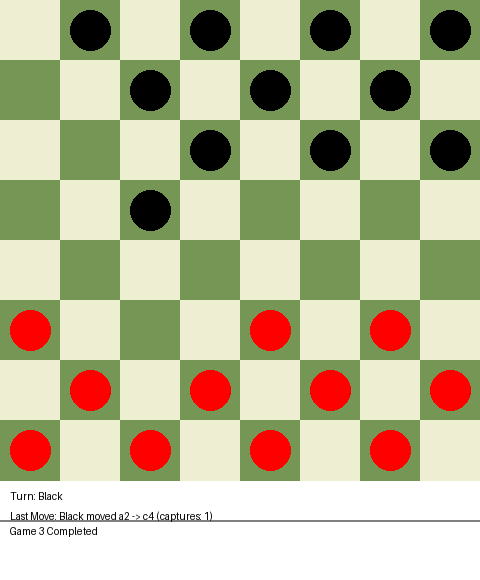 Turn: Black
Last Move: Black moved a2 -> c4 (captures: 1)
Game 3 Completed